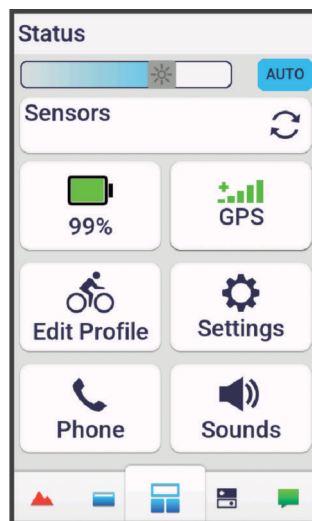 Status
AUTO
Sensors
99%
GPS
Edit Profile
Settings
Phone
Sounds